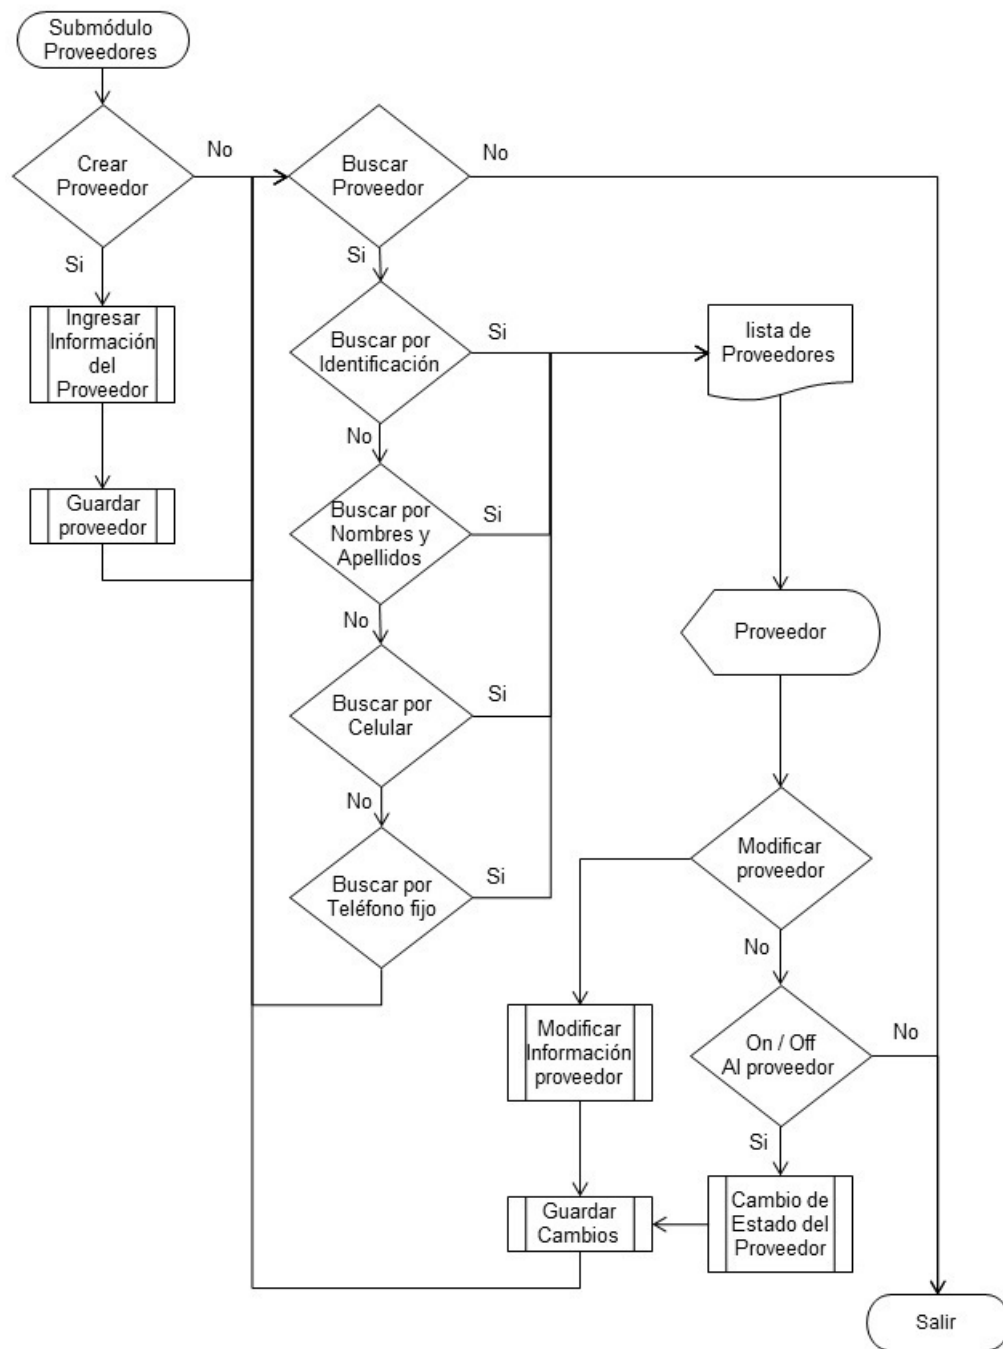 Submódulo
Proveedores
Crear
Proveedor
No
Buscar
Proveedor
No
Si
Si
Ingresar
Información
del
Proveedor
Buscar por
Identificación
Si
lista de
Proveedores
No
Guardar
proveedor
Buscar por
Nombres y
Apellidos
Si
No
Proveedor
Buscar por
Celular
Si
No
Modificar
proveedor
Buscar por
Teléfono fijo
Si
No
Modificar
Información
proveedor
On / Off
Al proveedor
No
Si
Guardar
Cambios
Cambio de
Estado del
Proveedor
Salir